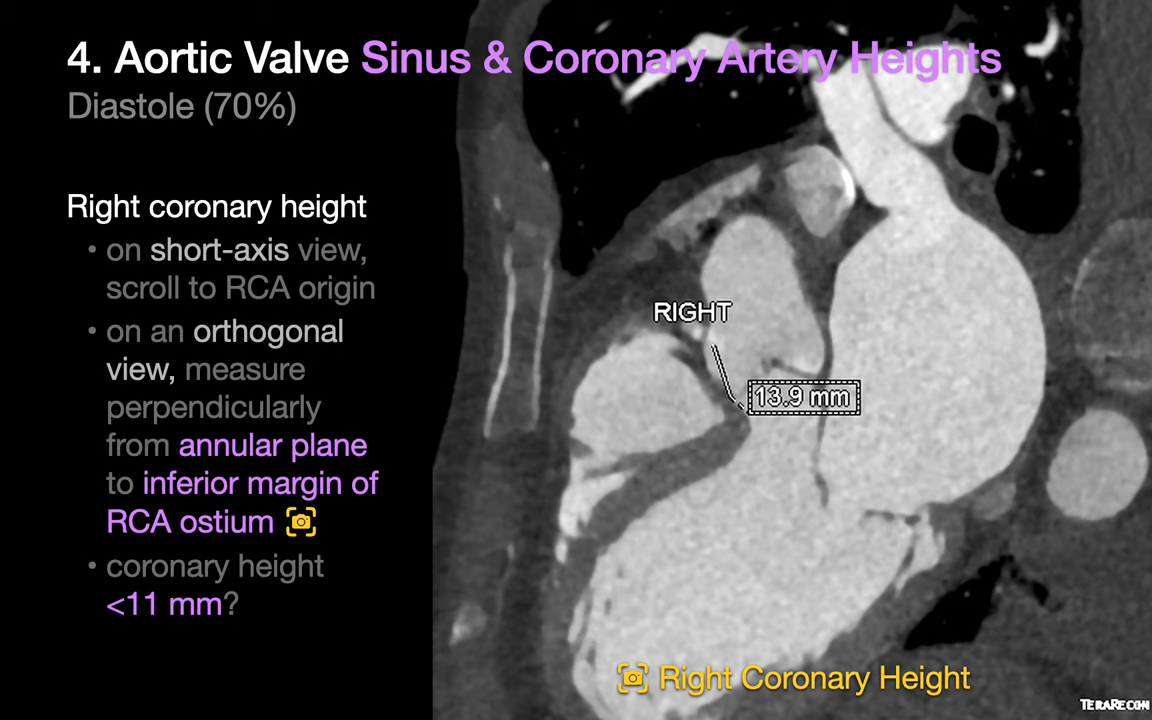 4. Aortic Valve Sinus & Coronary Artery Heights
Diastole (70%)
Right coronary height
• on short-axis view,
scroll to RCA origin
• on an orthogonal
view, measure
perpendicularly
from annular plane
to inferior margin of
RCA ostium
• coronary height
<11 mm?
RIGHT
13.9 mm
Right Coronary Height
TERARECON